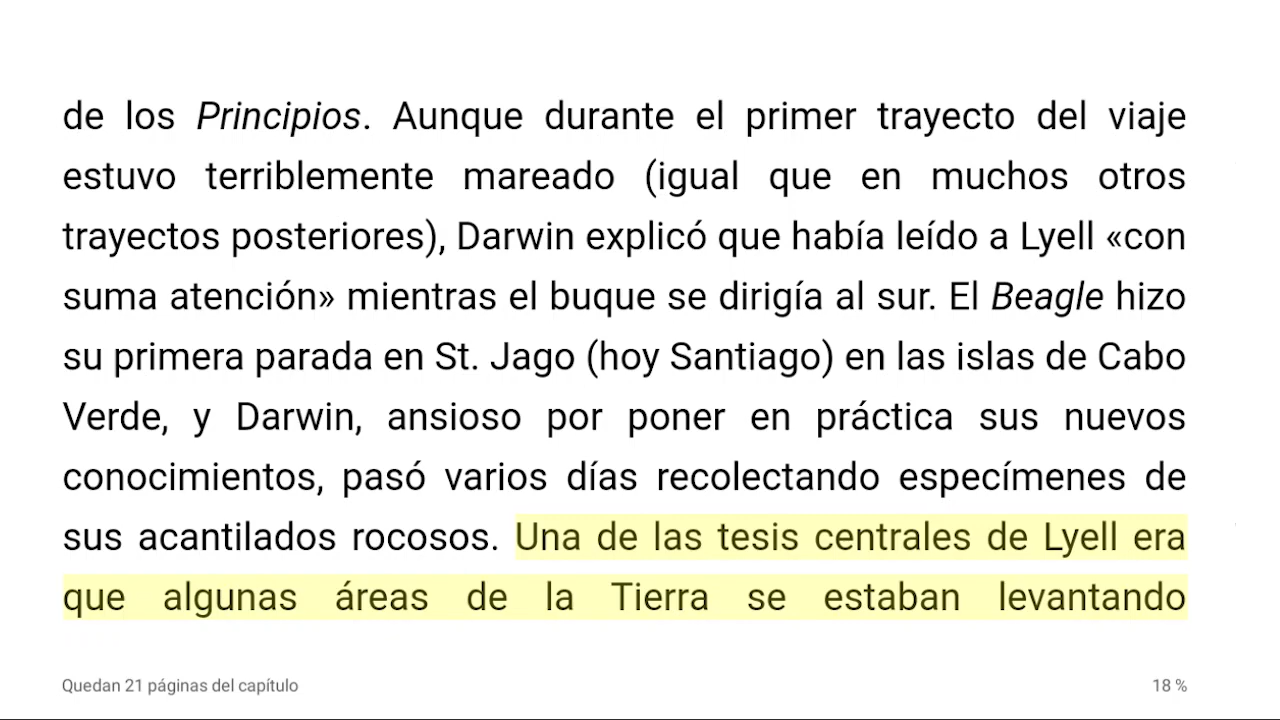 de los Principios. Aunque durante el primer trayecto del viaje
estuvo terriblemente mareado (igual que en muchos otros
trayectos posteriores), Darwin explicó que había leído a Lyell «con
suma atención» mientras el buque se dirigía al sur. El Beagle hizo
su primera parada en St. Jago (hoy Santiago) en las islas de Cabo
Verde, y Darwin, ansioso por poner en práctica sus nuevos
conocimientos, pasó varios días recolectando especímenes de
sus acantilados rocosos. Una de las tesis centrales de Lyell era
que algunas áreas de la Tierra se estaban levantando
Quedan 21 páginas del capítulo
18 %